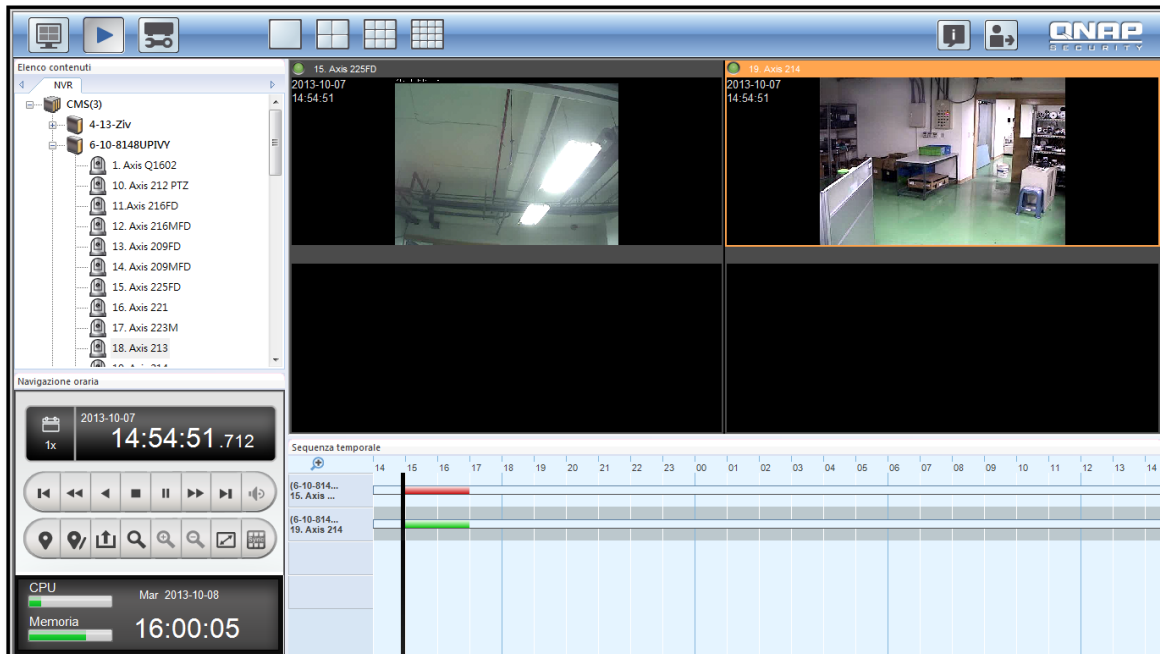 QNAP
SECURITY
Elenco contenuti
NVR
CMS(3)
4-13-Ziv
6-10-8148UPIVY
1. Axis Q1602
10. Axis 212 PTZ
11.Axis 216FD
12. Axis 216MFD
13. Axis 209FD
14. Axis 209MFD
15. Axis 225FD
16. Axis 221
17. Axis 223M
18. Axis 213
Navigazione oraria
2013-10-07
1x
14:54:51.712
CPU
Mar 2013-10-08
Memoria
16:00:05
15. Axis 225FD
2013-10-07
14:54:51
19. Axis 214
2013-10-07
14:54:51
Sequenza temporale
14 15 16 17 18 19 20 21 22 23 00 01 02 03 04 05 06 07 08 09 10 11 12 13 14
(6-10-814...
15. Axis ...
(6-10-814...
19. Axis 214